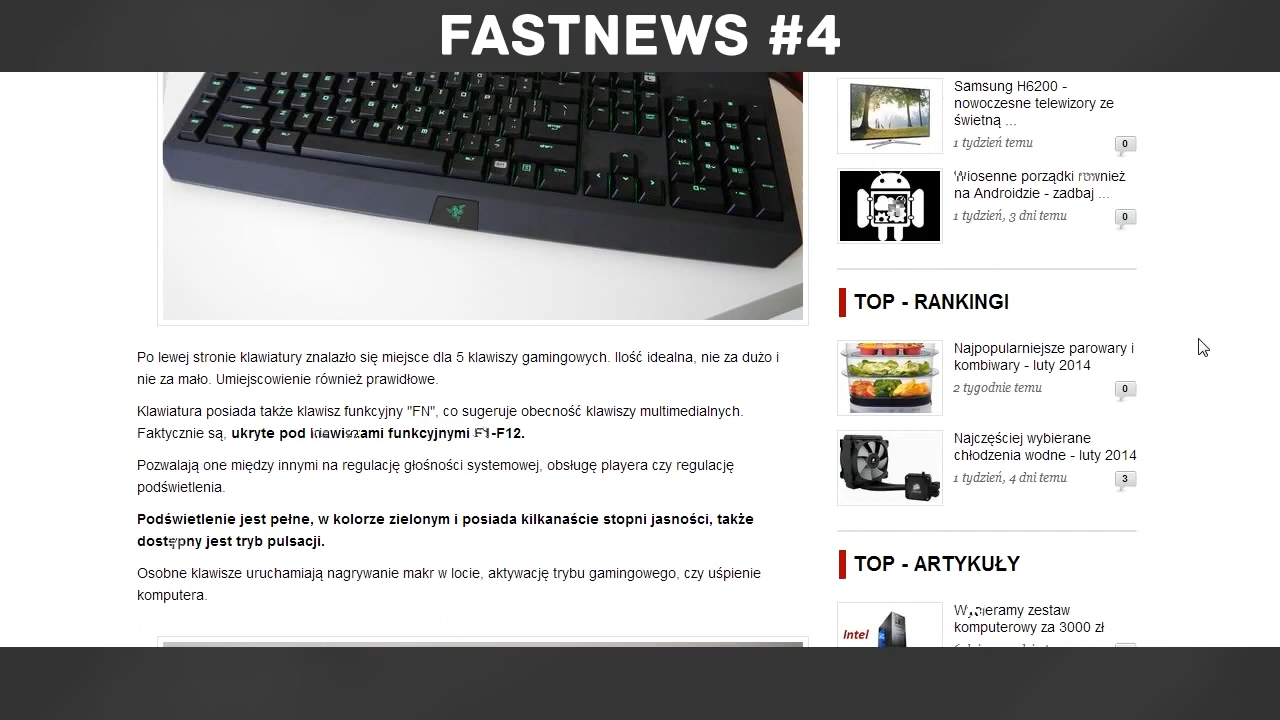 FASTNEWS #4
Po lewej stronie klawiatury znalazło się miejsce dla 5 klawiszy gamingowych. Ilość idealna, nie za dużo i
nie za mało. Umiejscowienie również prawidłowe.
Klawiatura posiada także klawisz funkcyjny "FN", co sugeruje obecność klawiszy multimedialnych.
Faktycznie są, ukryte pod klawiszami funkcyjnymi F1-F12.
Pozwalają one między innymi na regulację głośności systemowej, obsługę playera czy regulację
podświetlenia.
Podświetlenie jest pełne, w kolorze zielonym i posiada kilkanaście stopni jasności, także
dostępny jest tryb pulsacji.
Osobne klawisze uruchamiają nagrywanie makr w locie, aktywację trybu gamingowego, czy uśpienie
komputera.
Samsung H6200 -
nowoczesne telewizory ze
świetną ...
1 tydzień temu
0
Wiosenne porządki również
na Androidzie - zadbaj ...
1 tydzień, 3 dni temu
0
TOP - RANKINGI
Najpopularniejsze parowary i
kombiwary - luty 2014
2 tygodnie temu
0
Najczęściej wybierane
chłodzenia wodne - luty 2014
1 tydzień, 4 dni temu
3
TOP - ARTYKUŁY
Intel
Wybieramy zestaw
komputerowy za 3000 zł